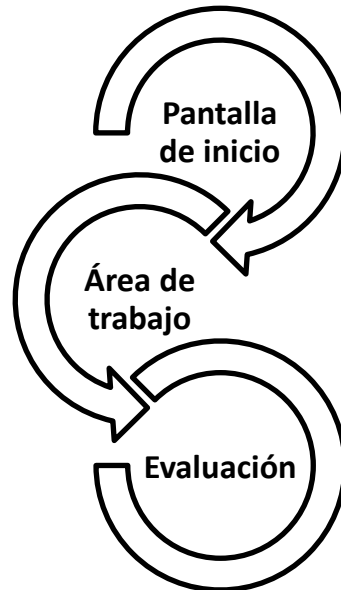 Pantalla
de inicio
Área de
trabajo
Evaluación